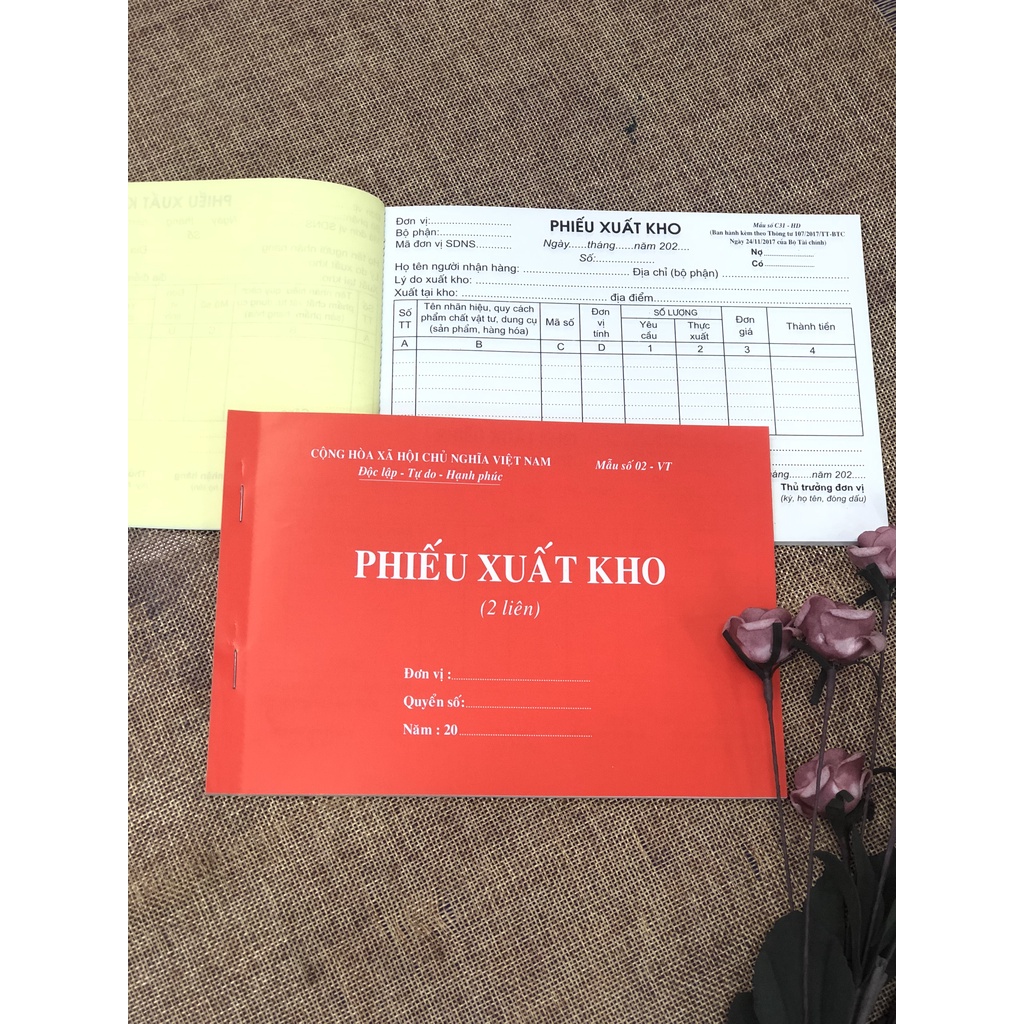 PHIẾU XUẤT K
Đơn vị:
Bộ phận:
Mã đơn vị SDNS
PHIẾU XUẤT KHO
Ngày......tháng......năm 202....
Số:
Mẫu số C31 - HD
(Ban hành kèm theo Thông tư 107/2017/TT-BTC
Ngày 24/11/2017 của Bộ Tài chính)
Nợ
Có
Họ tên người nhận hàng: Địa chỉ (bộ phận)
Lý do xuất kho:
Xuất tại kho: địa điểm
Số TT
Tên nhãn hiệu, quy cách
phẩm chất vật tư, dung cụ
(sản phẩm, hàng hóa)
Mã số
Đơn
vị
tính
SỐ LƯỢNG
Yêu
cầu
Thực
xuất
Đơn
giá
Thành tiền
A B C D 1 2 3 4
tháng........năm 202.....
Thủ trưởng đơn vị
(ký, họ tên, đóng dấu)
CỘNG HÒA XÃ HỘI CHỦ NGHĨA VIỆT NAM
Độc lập - Tự do - Hạnh phúc
Mẫu số 02 - VT
PHIẾU XUẤT KHO
(2 liên)
Đơn vị :
Quyển số:
Năm : 20